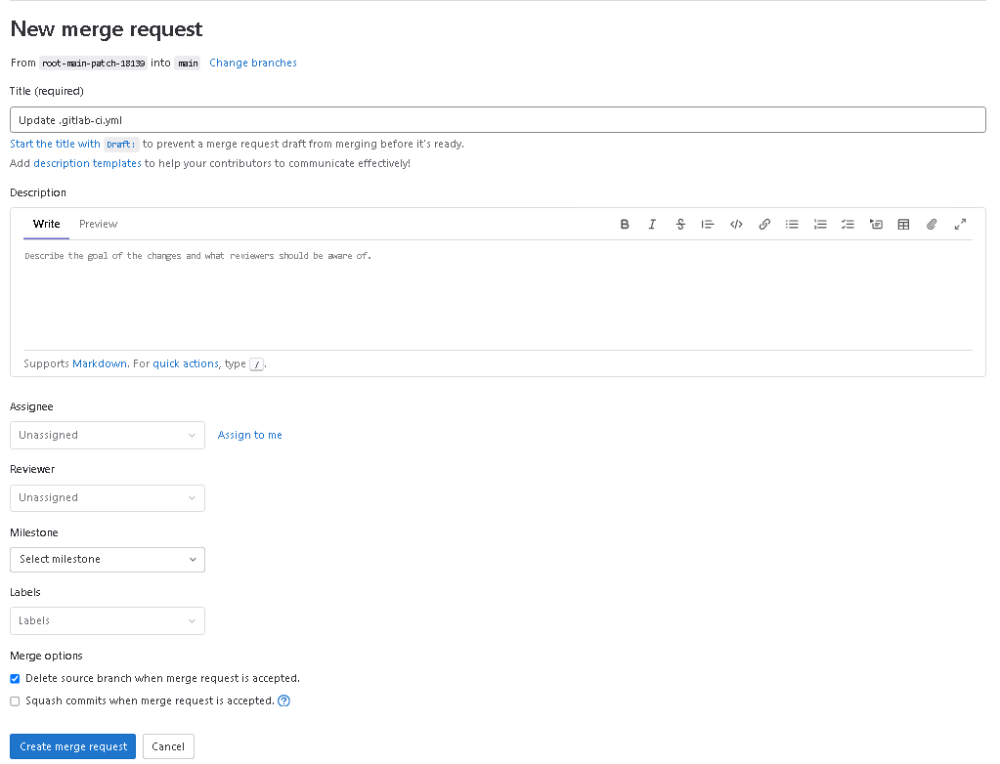 New merge request
From root-main-patch-18139 into main Change branches
Title (required)
Update .gitlab-ci.yml
Start the title with Draft: to prevent a merge request draft from merging before it's ready.
Add description templates to help your contributors to communicate effectively!
Description
Write Preview
Describe the goal of the changes and what reviewers should be aware of.
Supports Markdown. For quick actions, type /.
Assignee
Unassigned Assign to me
Reviewer
Unassigned
Milestone
Select milestone
Labels
Labels
Merge options
Delete source branch when merge request is accepted.
Squash commits when merge request is accepted.
Create merge request Cancel